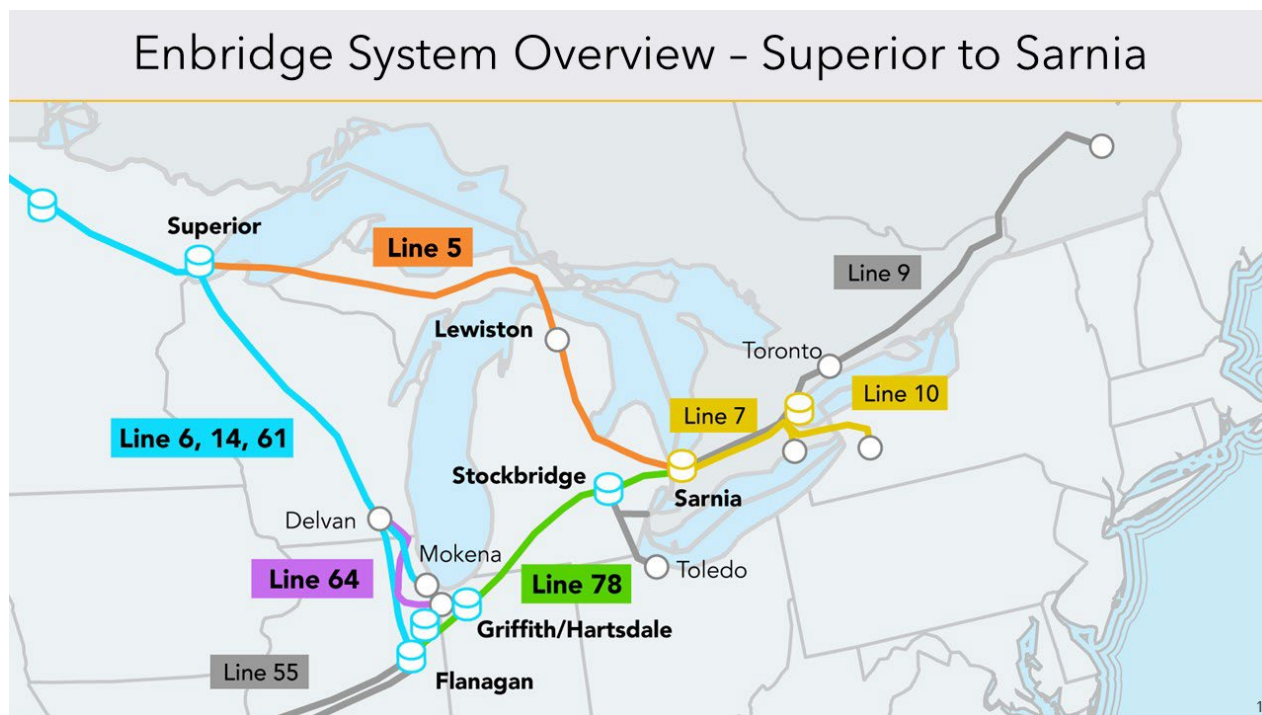 Enbridge System Overview – Superior to Sarnia
Superior
Line 5
Line 9
Lewiston
Toronto
Line 10
Line 7
Line 6, 14, 61
Stockbridge
Sarnia
Delvan
Mokena
Toledo
Line 64
Line 78
Griffith/Hartsdale
Line 55
Flanagan
1